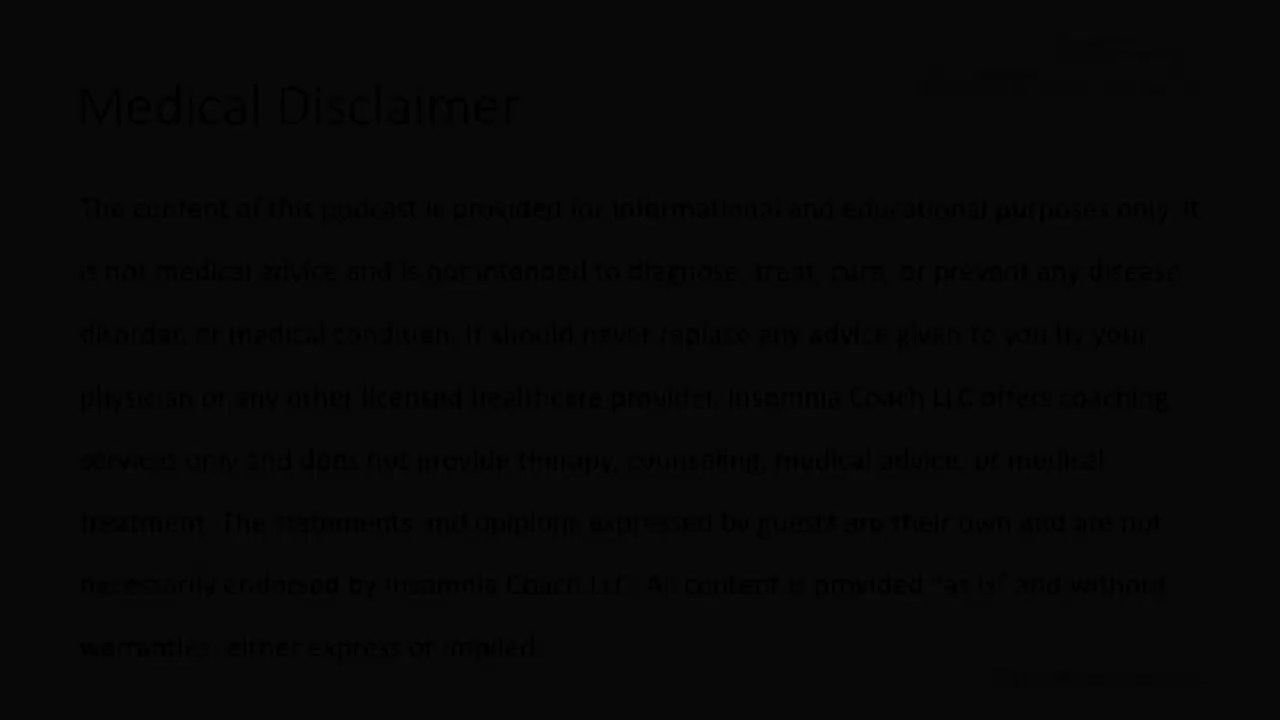 Medical Disclaimer
The content of this podcast is provided for informational and educational purposes only. It
is not medical advice and is not intended to diagnose, treat, cure, or prevent any disease,
disorder, or medical condition. It should never replace any advice given to you by your
physician or any other licensed healthcare provider. Insomnia Coach LLC offers coaching
services only and does not provide therapy, counseling, medical advice, or medical
treatment. The statements and opinions expressed by guests are their own and are not
necessarily endorsed by Insomnia Coach LLC. All content is provided "as is" and without
warranties, either express or implied.